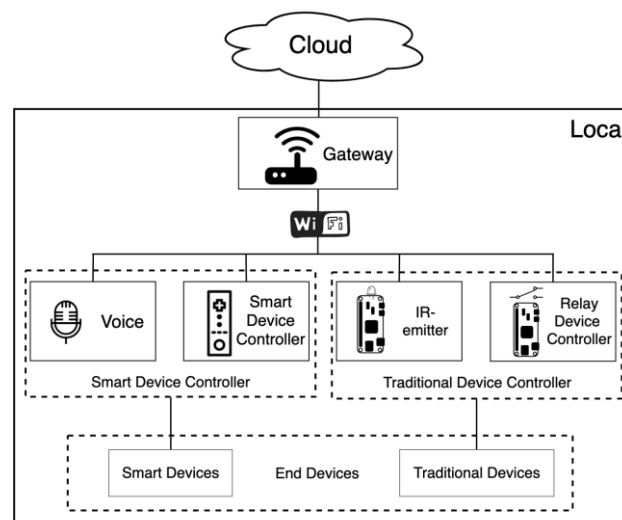 Cloud
Loca
Gateway
Wi Fi
Voice
Smart
Device
Controller
IR-
emitter
Relay
Device
Controller
Smart Device Controller
Traditional Device Controller
Smart Devices
End Devices
Traditional Devices